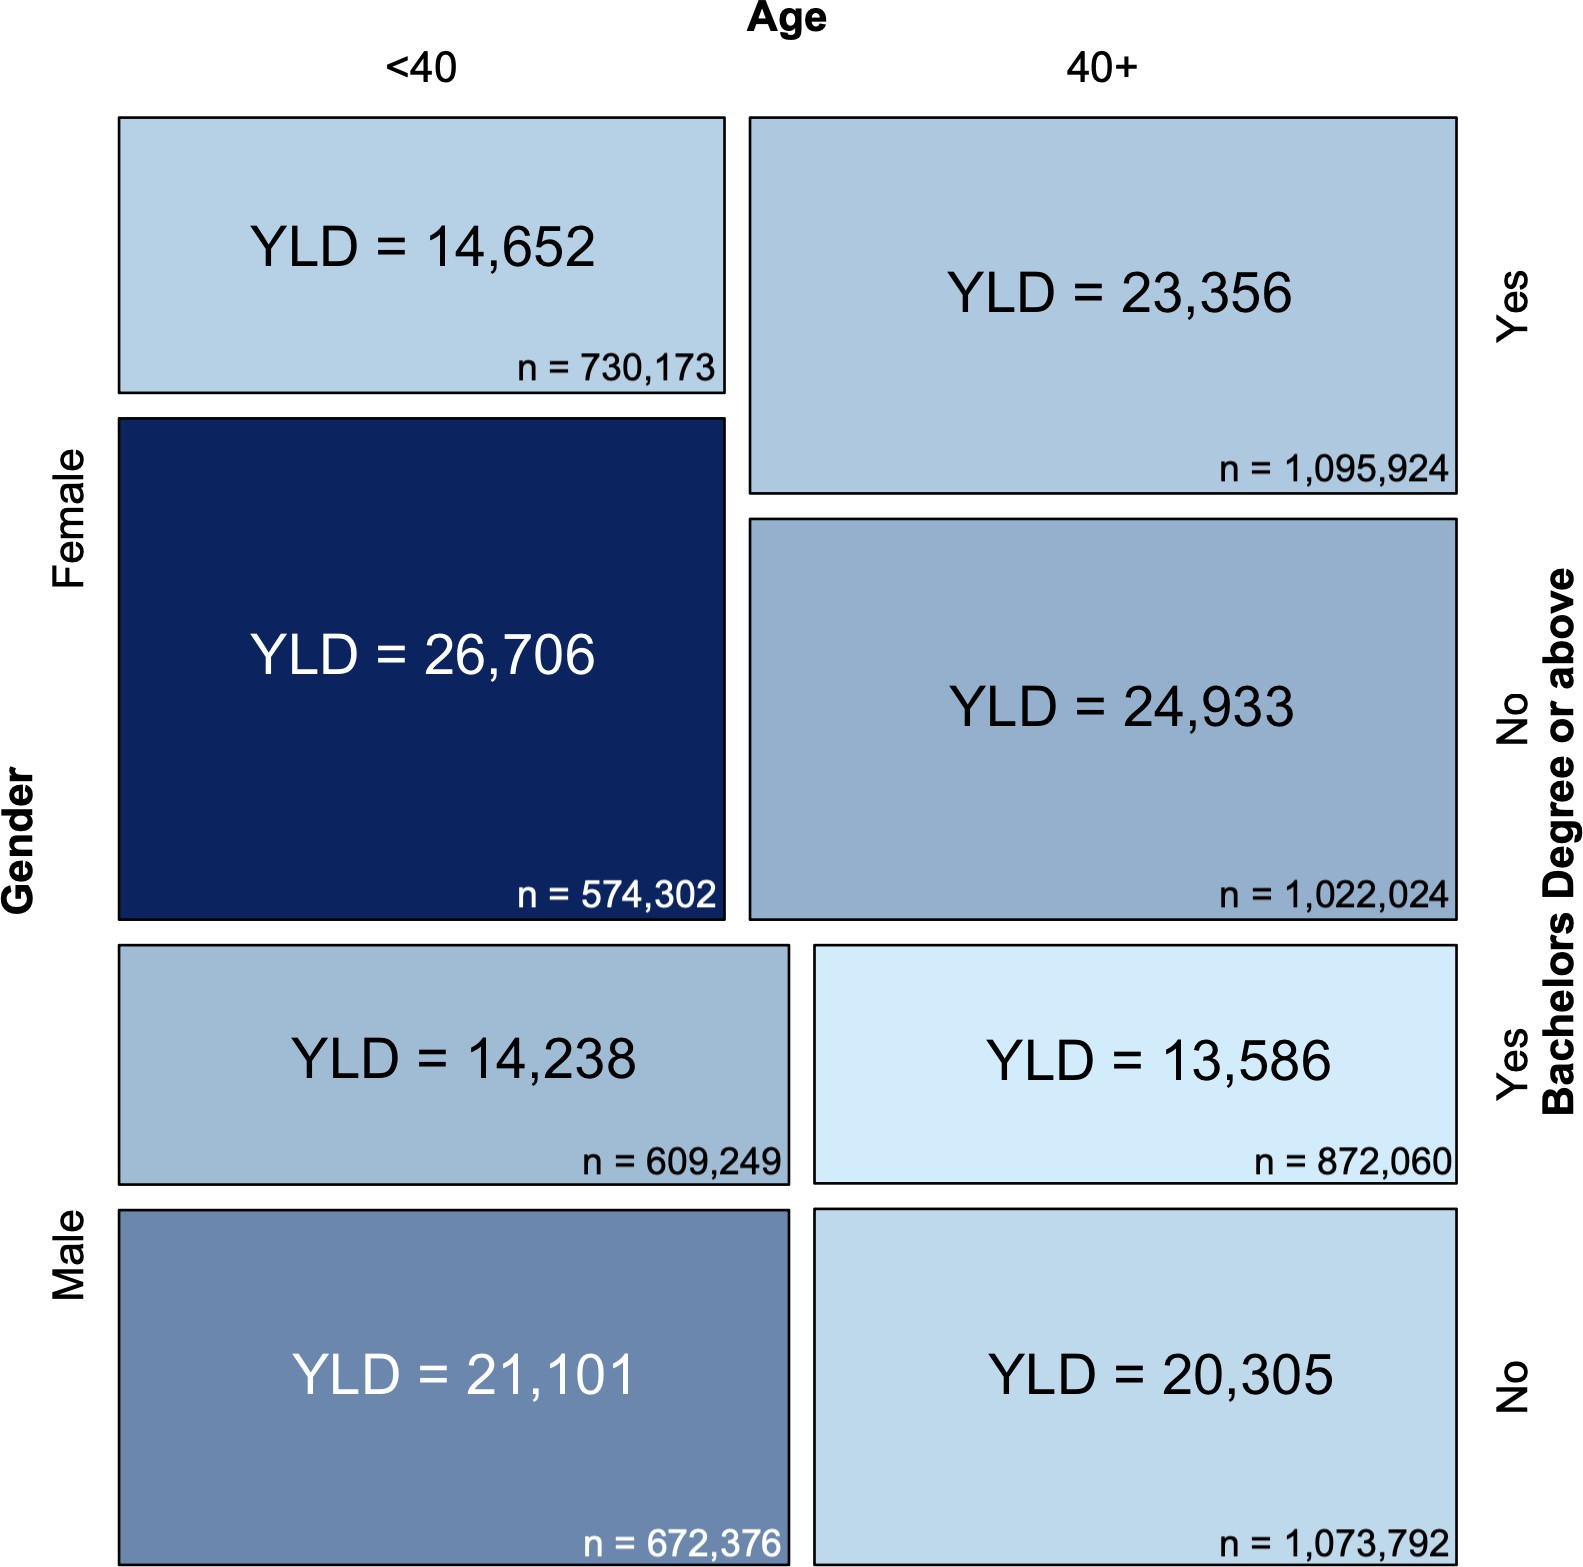 Age
<40
40+
YLD = 14,652
n = 730,173
YLD = 23,356
n = 1,095,924
Yes
Female
YLD = 26,706
n = 574,302
YLD = 24,933
n = 1,022,024
No
Gender
Bachelors Degree or above
YLD = 14,238
n = 609,249
YLD = 13,586
n = 872,060
Yes
Male
YLD = 21,101
n = 672,376
YLD = 20,305
n = 1,073,792
No